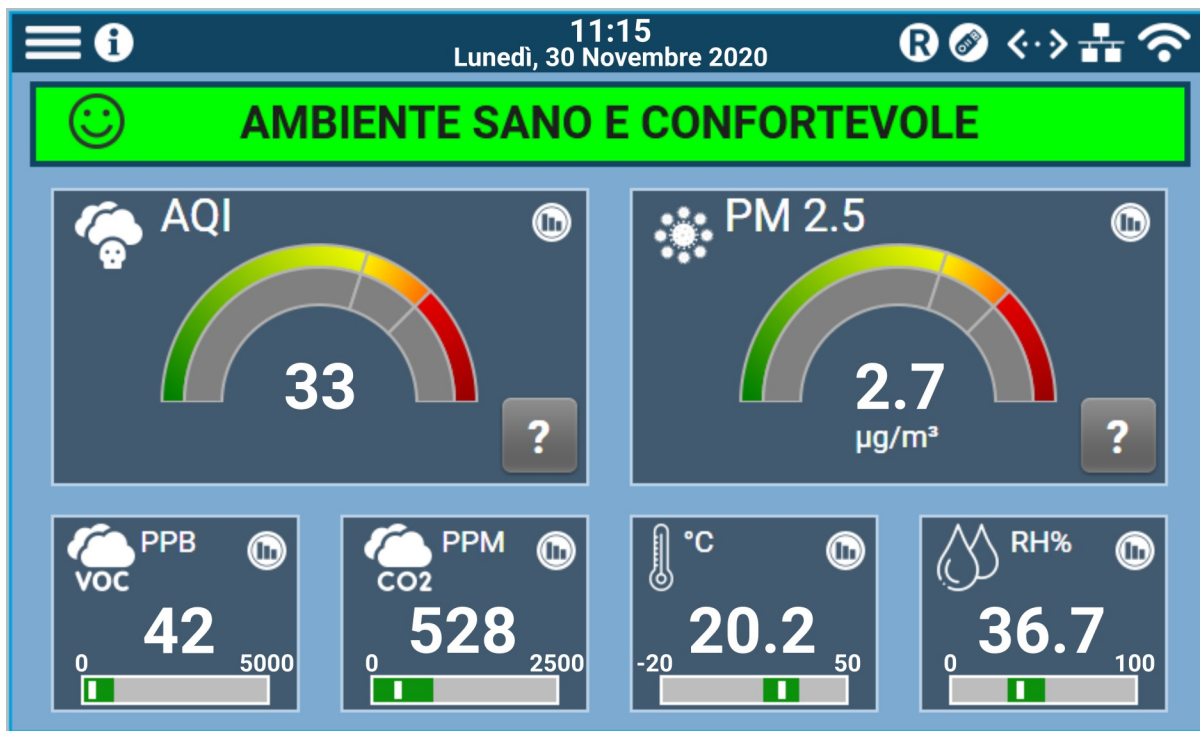 11:15
Lunedì, 30 Novembre 2020
R
AMBIENTE SANO E CONFORTEVOLE
AQI
33
?
PM 2.5
2.7
µg/m³
?
PPB
VOC
42
0 5000
PPM
CO2
528
0 2500
°C
20.2
-20 50
RH%
36.7
0 100